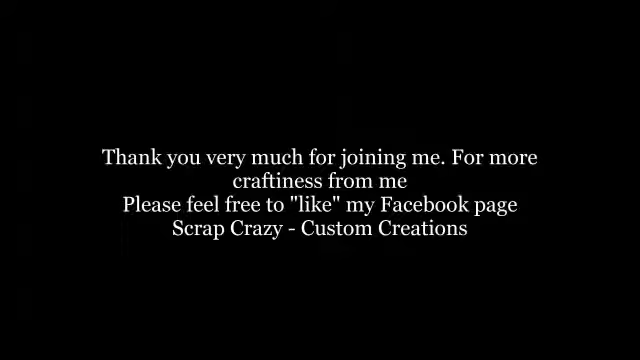 Thank you very much for joining me. For more
craftiness from me
Please feel free to "like" my Facebook page
Scrap Crazy - Custom Creations